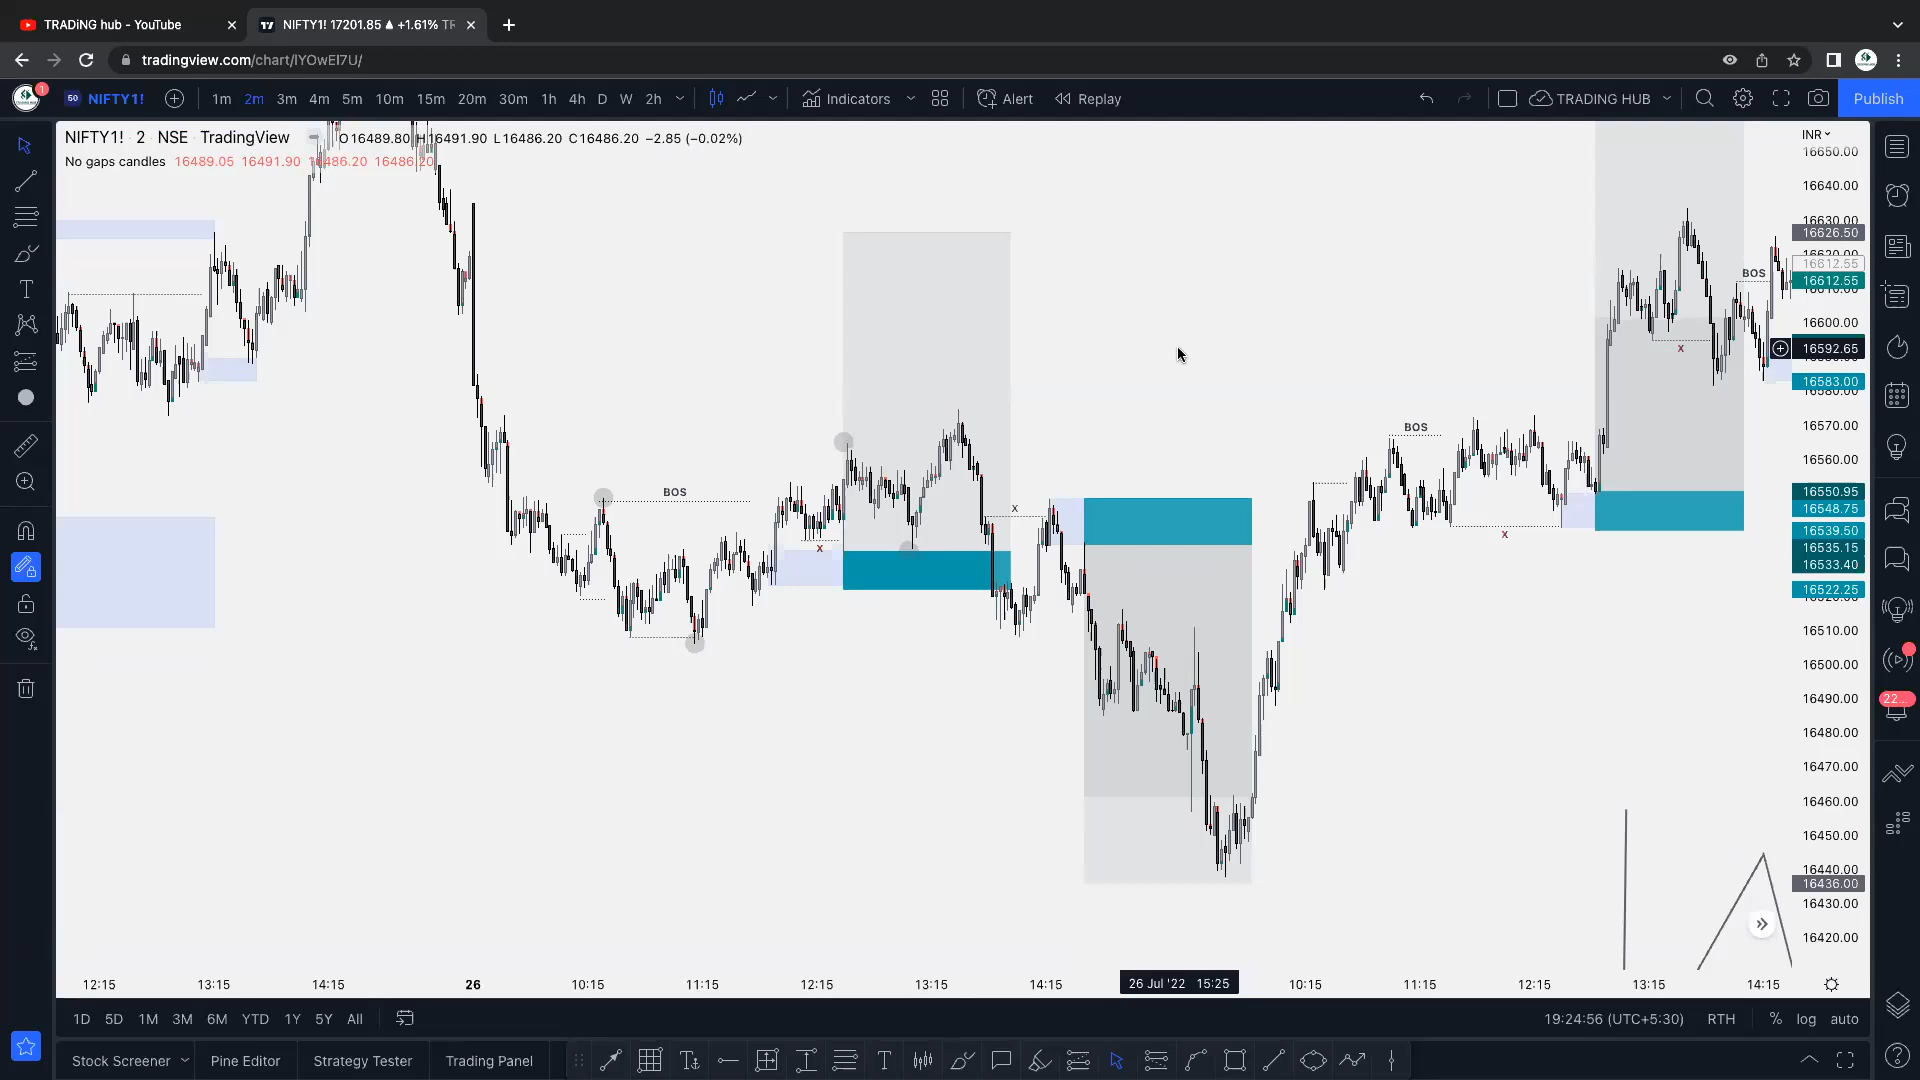 TRADiNG hub - YouTube
NIFTY1! 17201.85 ▲ +1.61% TR
tradingview.com/chart/IYOwEI7U/
1
50 NIFTY1! 1m 2m 3m 4m 5m 10m 15m 20m 30m 1h 4h D W 2h Indicators Alert Replay TRADING HUB Publish
NIFTY1! · 2 · NSE · TradingView O16489.80 H16491.90 L16486.20 C16486.20 −2.85 (−0.02%)
No gaps candles 16489.05 16491.90 16486.20 16486.20
INR
16650.00
16640.00
16630.00
16626.50
16612.55
BOS
16612.55
16600.00
16592.65
X
16583.00
16580.00
16570.00
BOS
16560.00
BOS
16550.95
X
16548.75
16539.50
X
X
16535.15
16533.40
16522.25
16510.00
16500.00
16490.00
22...
16480.00
16470.00
16460.00
16450.00
16440.00
16436.00
16430.00
16420.00
12:15 13:15 14:15 26 10:15 11:15 12:15 13:15 14:15 26 Jul '22 15:25 10:15 11:15 12:15 13:15 14:15
1D 5D 1M 3M 6M YTD 1Y 5Y All 19:24:56 (UTC+5:30) RTH % log auto
Stock Screener Pine Editor Strategy Tester Trading Panel